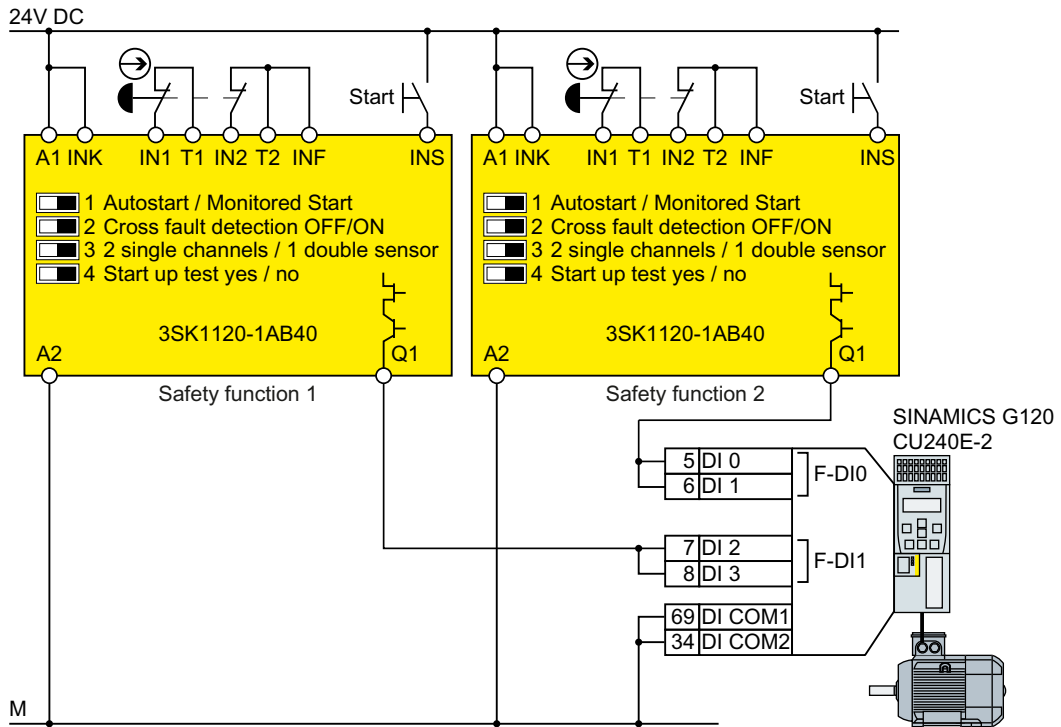 24V DC
Start
Start
A1 INK IN1 T1 IN2 T2 INF INS
A1 INK IN1 T1 IN2 T2 INF INS
1 Autostart / Monitored Start
2 Cross fault detection OFF/ON
3 2 single channels / 1 double sensor
4 Start up test yes / no
1 Autostart / Monitored Start
2 Cross fault detection OFF/ON
3 2 single channels / 1 double sensor
4 Start up test yes / no
3SK1120-1AB40
A2 Q1
3SK1120-1AB40
A2 Q1
Safety function 1
Safety function 2
SINAMICS G120
CU240E-2
5 DI 0
6 DI 1
F-DI0
7 DI 2
8 DI 3
F-DI1
69 DI COM1
34 DI COM2
M